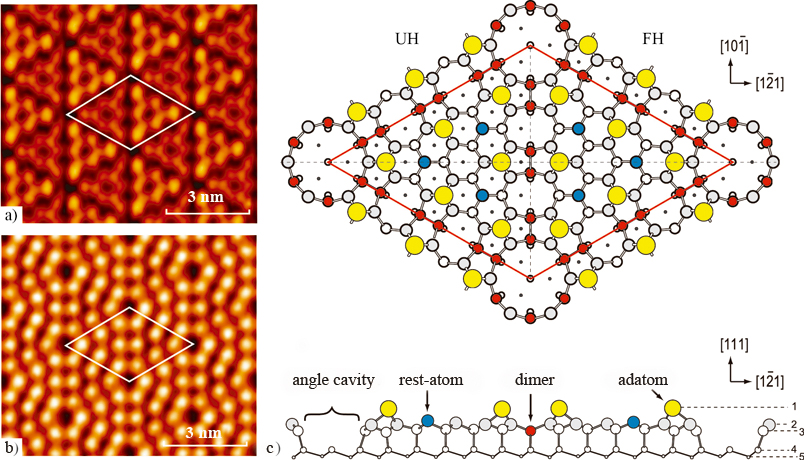 3 nm
a)
3 nm
b)
UH
FH
[101̄]
[12̄1]
[111]
[12̄1]
angle cavity
rest-atom
dimer
adatom
1
2
3
4
5
c)